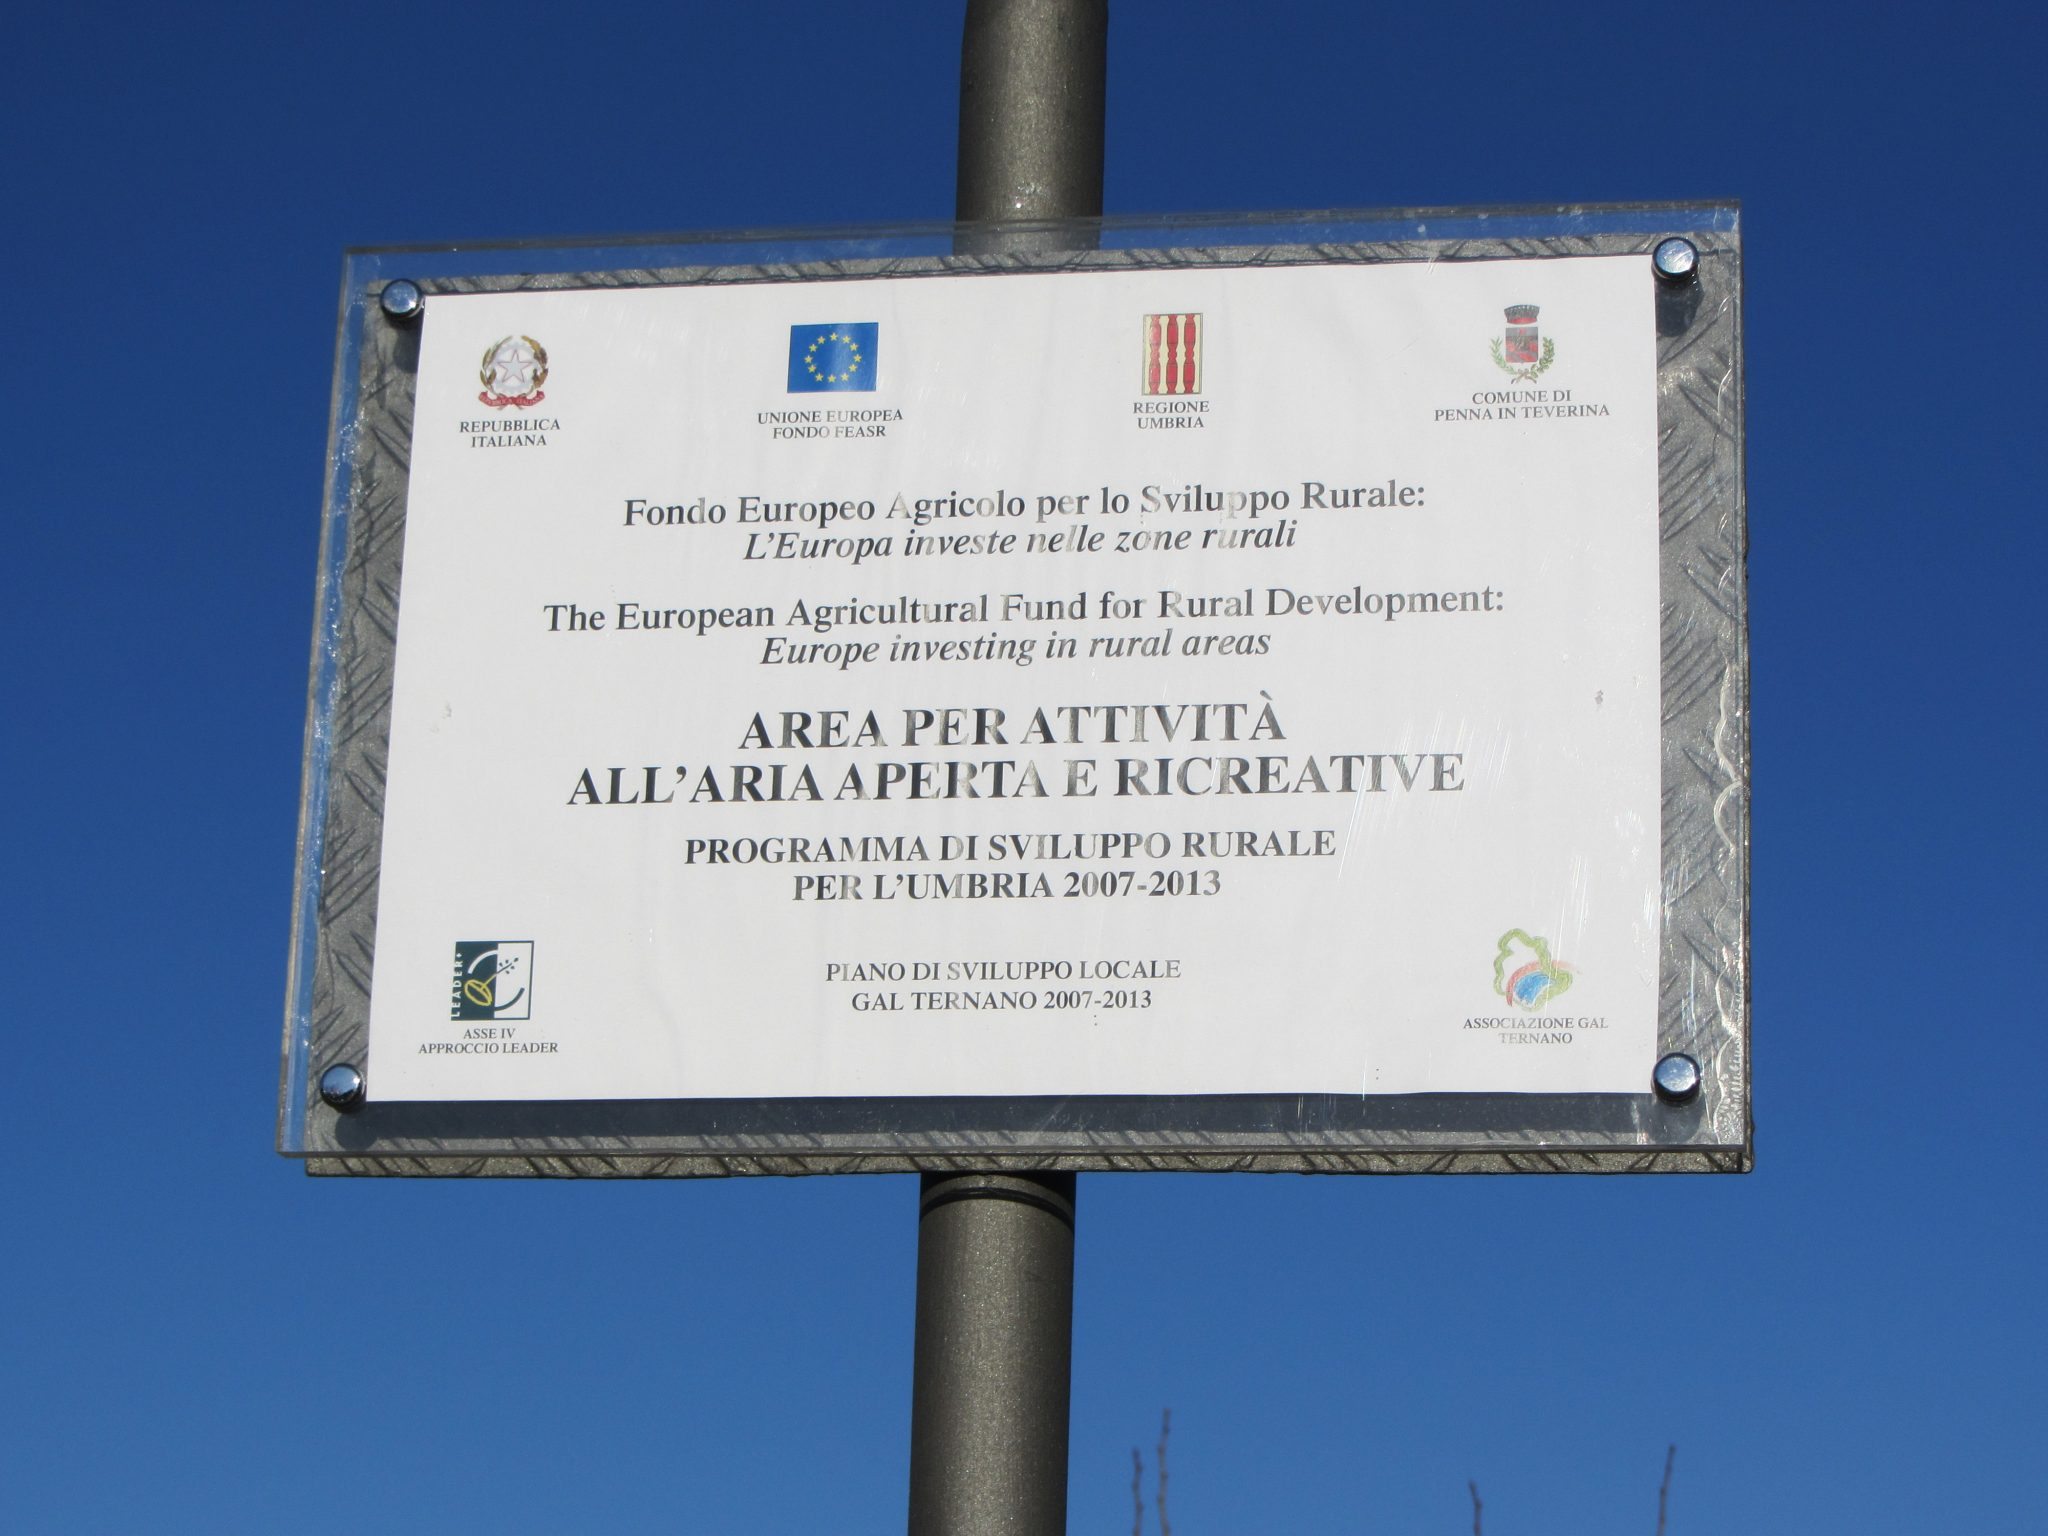 REPUBBLICA
ITALIANA
UNIONE EUROPEA
FONDO FEASR
REGIONE
UMBRIA
COMUNE DI
PENNA IN TEVERINA
Fondo Europeo Agricolo per lo Sviluppo Rurale:
L'Europa investe nelle zone rurali
The European Agricultural Fund for Rural Development:
Europe investing in rural areas
AREA PER ATTIVITÀ
ALL'ARIA APERTA E RICREATIVE
PROGRAMMA DI SVILUPPO RURALE
PER L'UMBRIA 2007-2013
LEADER+
ASSE IV
APPROCCIO LEADER
PIANO DI SVILUPPO LOCALE
GAL TERNANO 2007-2013
ASSOCIAZIONE GAL
TERNANO